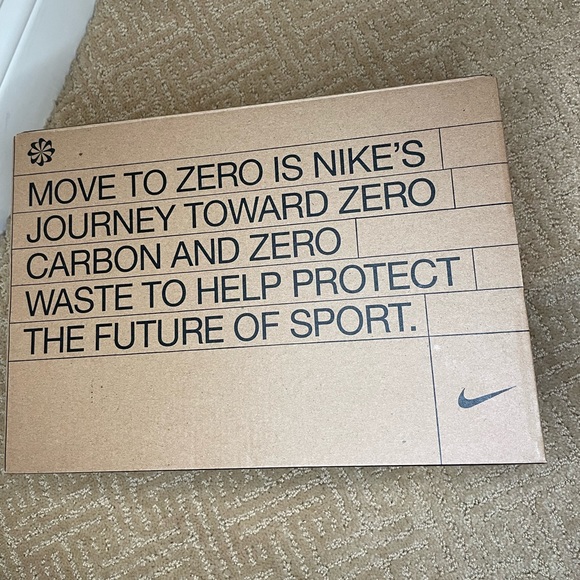 MOVE TO ZERO IS NIKE'S
JOURNEY TOWARD ZERO
CARBON AND ZERO
WASTE TO HELP PROTECT
THE FUTURE OF SPORT.